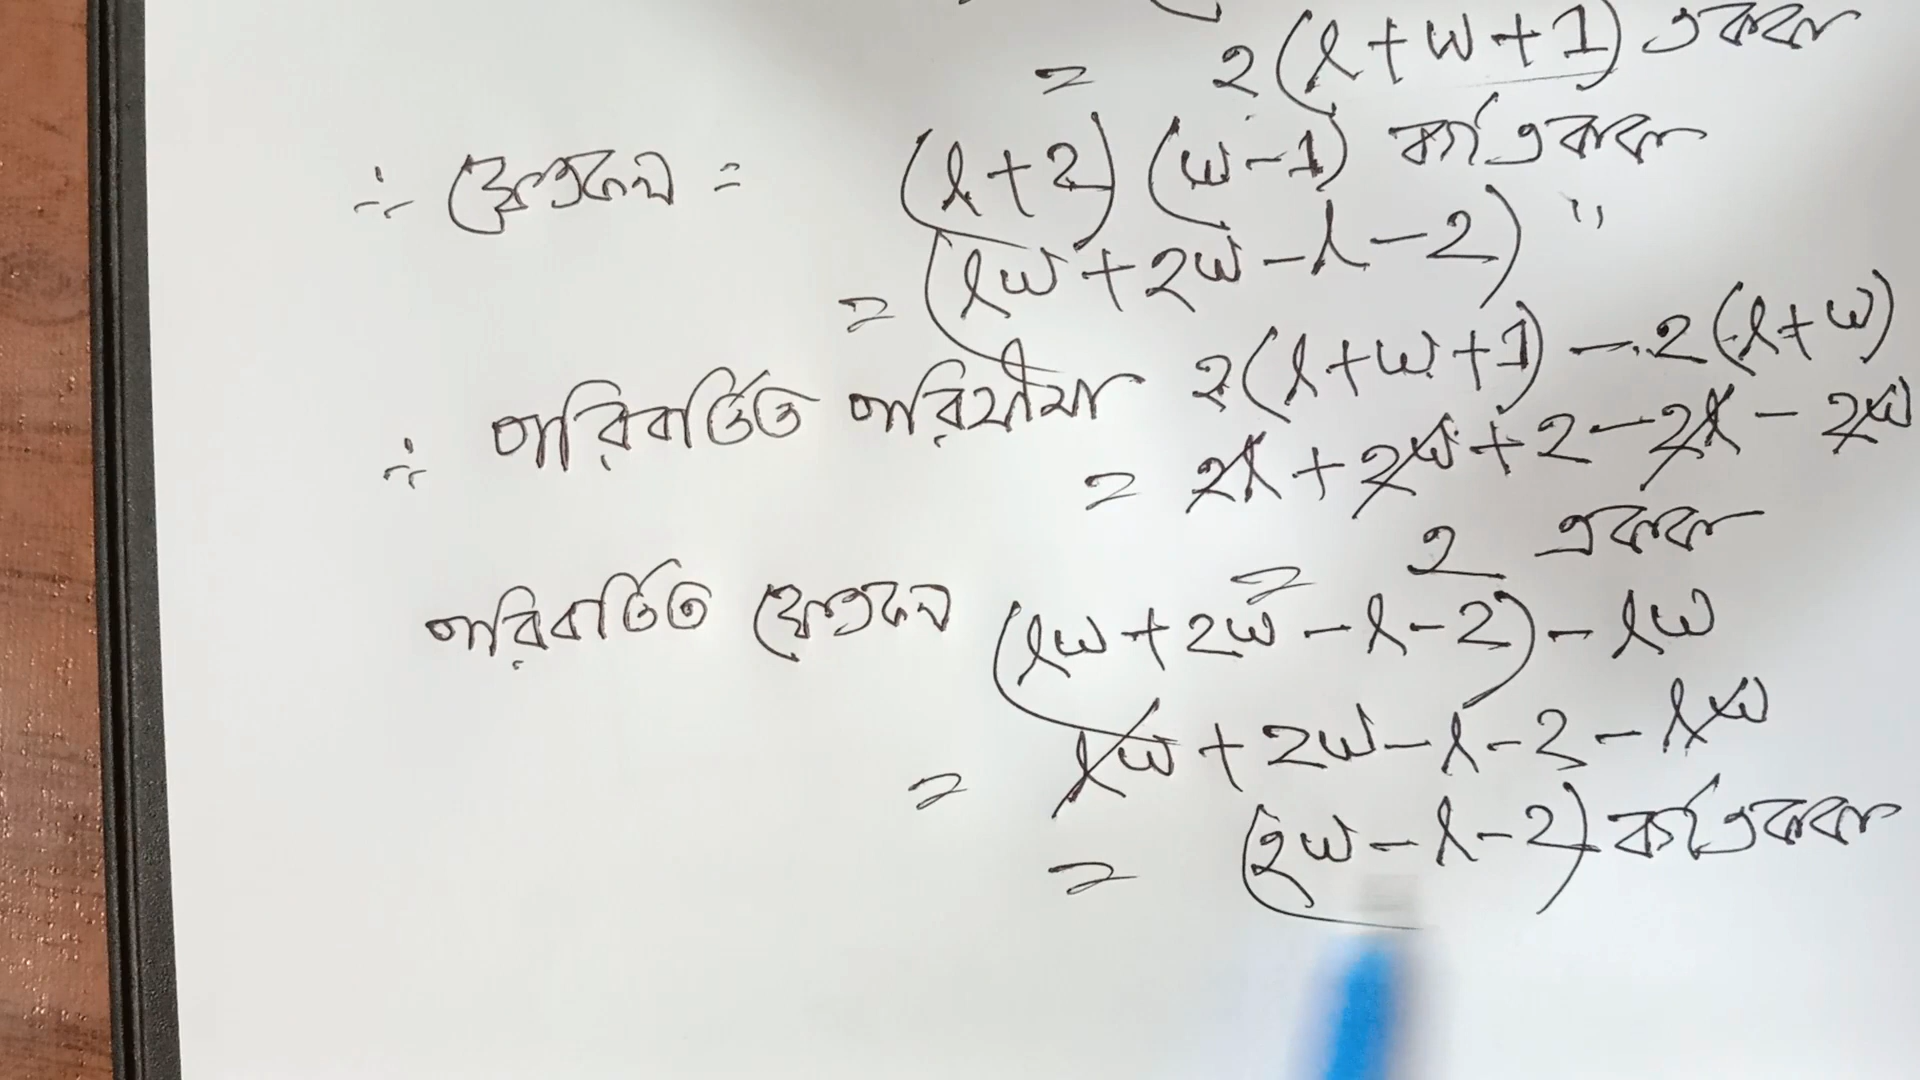 = 2(l+w+1) একক
∴ ক্ষেত্রফল = (l+2)(w-1) বর্গ একক
= (lw+2w-l-2) "
∴ পরিবর্তিত পরিসীমা 2(l+w+1) - 2(l+w)
= 2l+2w+2-2l-2w
= 2 একক
পরিবর্তিত ক্ষেত্রফল (lw+2w-l-2)-lw
= lw+2w-l-2-lw
= (2w-l-2) বর্গ একক